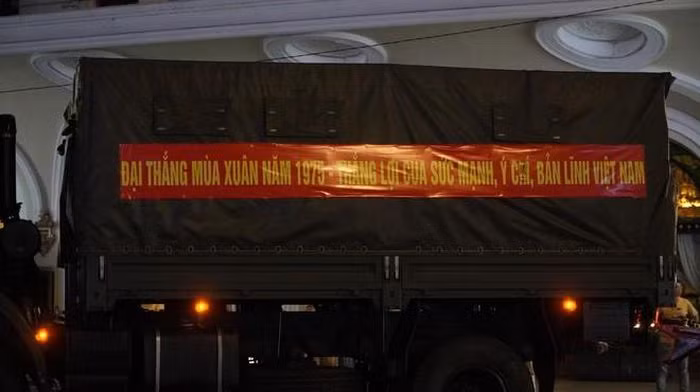 ĐẠI THẮNG MÙA XUÂN NĂM 1975 - THẮNG LỢI CỦA SỨC MẠNH, Ý CHÍ, BẢN LĨNH VIỆT NAM